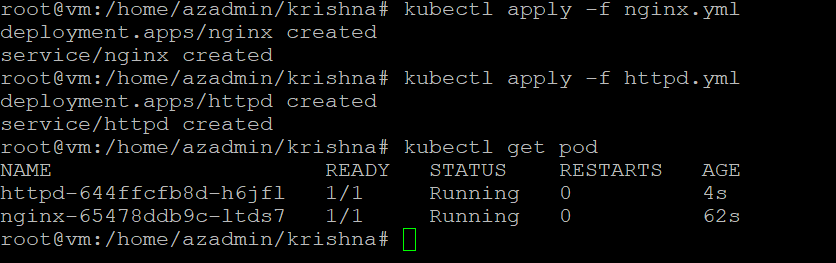 root@vm:/home/azadmin/krishna# kubectl apply -f nginx.yml
deployment.apps/nginx created
service/nginx created
root@vm:/home/azadmin/krishna# kubectl apply -f httpd.yml
deployment.apps/httpd created
service/httpd created
root@vm:/home/azadmin/krishna# kubectl get pod
NAME                     READY   STATUS    RESTARTS   AGE
httpd-644ffcfb8d-h6jfl   1/1     Running   0          4s
nginx-65478ddb9c-ltds7   1/1     Running   0          62s
root@vm:/home/azadmin/krishna#